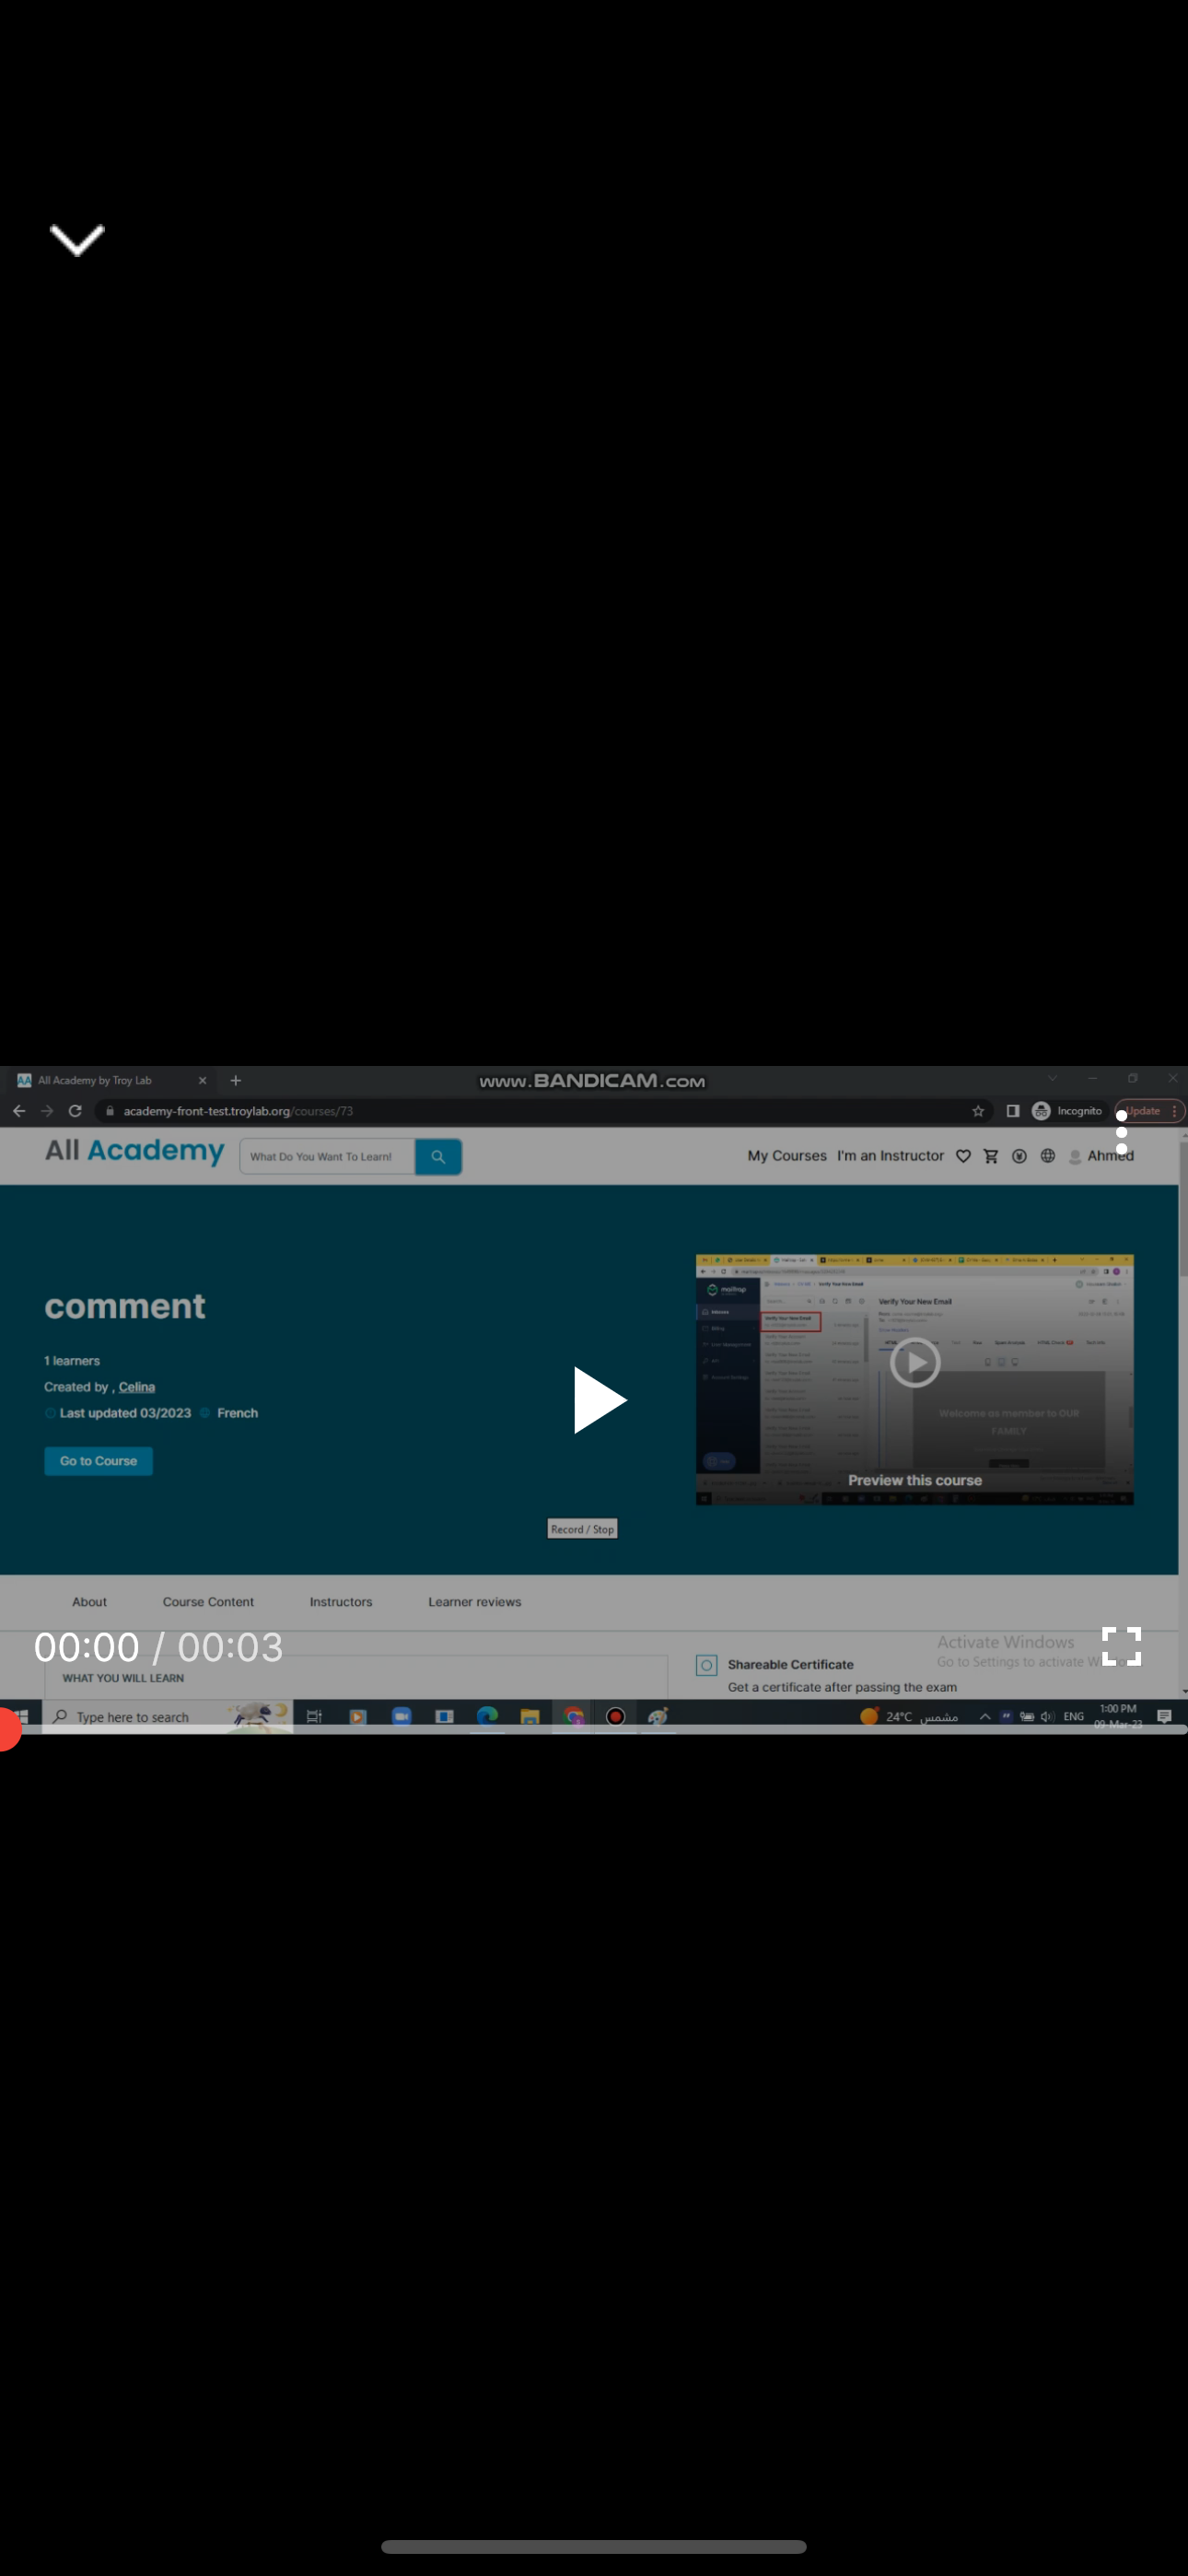 All Academy by Troy Lab
www.BANDICAM.com
academy-front-test.troylab.org/courses/73
Incognito
Update
All Academy
What Do You Want To Learn!
My Courses I'm an Instructor
Ahmed
comment
1 learners
Created by , Celina
Last updated 03/2023 French
Go to Course
mailtrap
Verify Your New Email
Verify Your New Email
Welcome as member to OUR
FAMILY
Preview this course
Record / Stop
About Course Content Instructors Learner reviews
00:00 / 00:03
Activate Windows
Go to Settings to activate
WHAT YOU WILL LEARN
Shareable Certificate
Get a certificate after passing the exam
Type here to search
24°C مشمس
ENG
1:00 PM
09-Mar-23